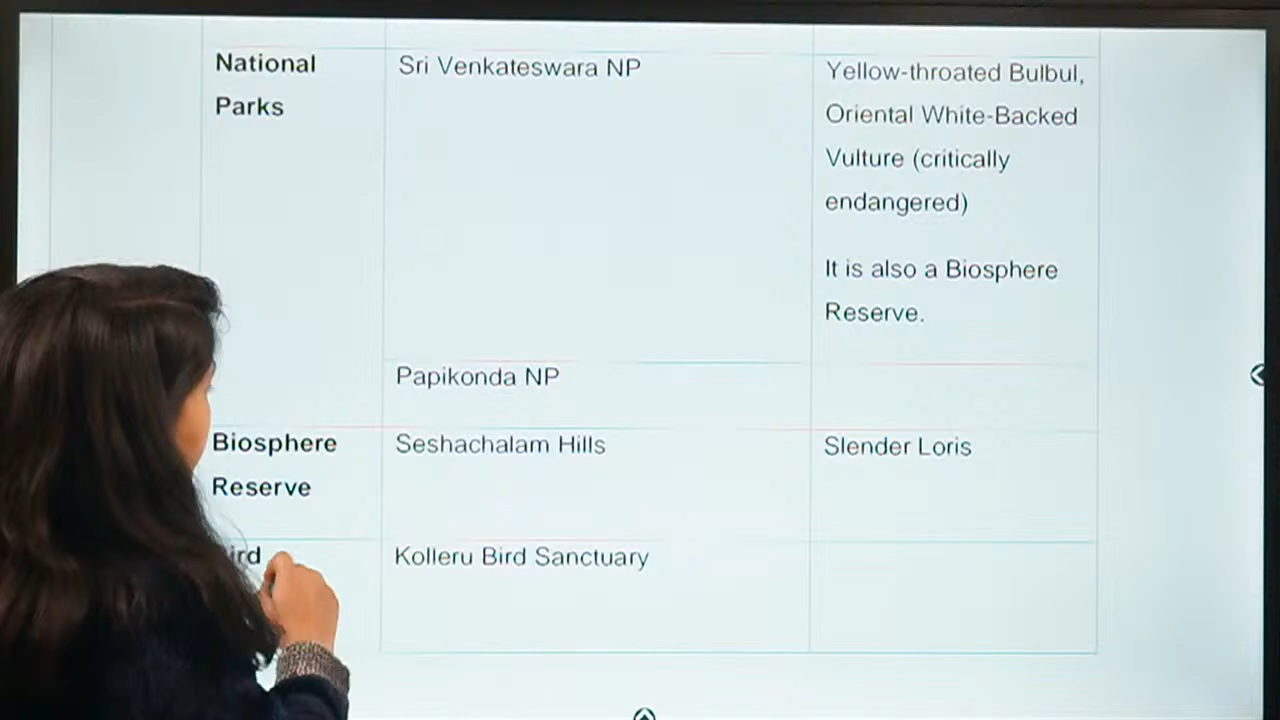 National
Parks
Sri Venkateswara NP
Yellow-throated Bulbul,
Oriental White-Backed
Vulture (critically
endangered)
It is also a Biosphere
Reserve.
Papikonda NP
Biosphere
Reserve
Seshachalam Hills
Slender Loris
Kolleru Bird Sanctuary